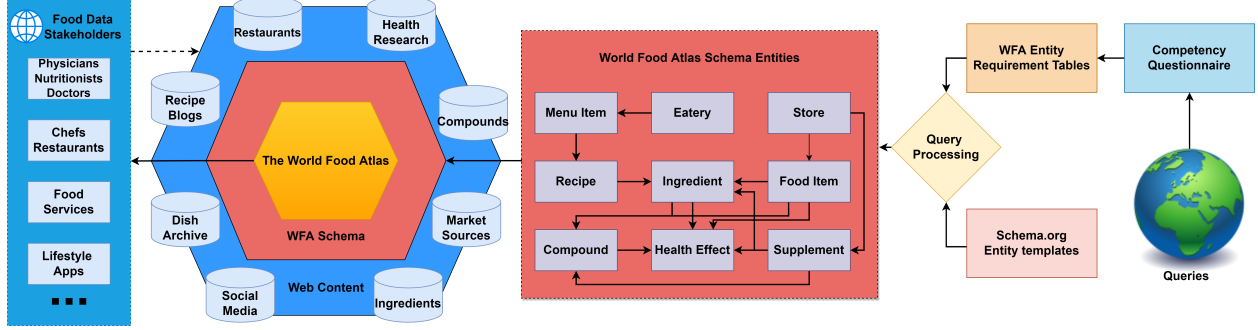 Food Data
Stakeholders
Physicians
Nutritionists
Doctors
Chefs
Restaurants
Food
Services
Lifestyle
Apps
Restaurants
Health
Research
Recipe
Blogs
Compounds
The World Food Atlas
Dish
Archive
Market
Sources
WFA Schema
Web Content
Social
Media
Ingredients
World Food Atlas Schema Entities
Menu Item
Eatery
Store
Recipe
Ingredient
Food Item
Compound
Health Effect
Supplement
WFA Entity
Requirement Tables
Competency
Questionnaire
Query
Processing
Schema.org
Entity templates
Queries